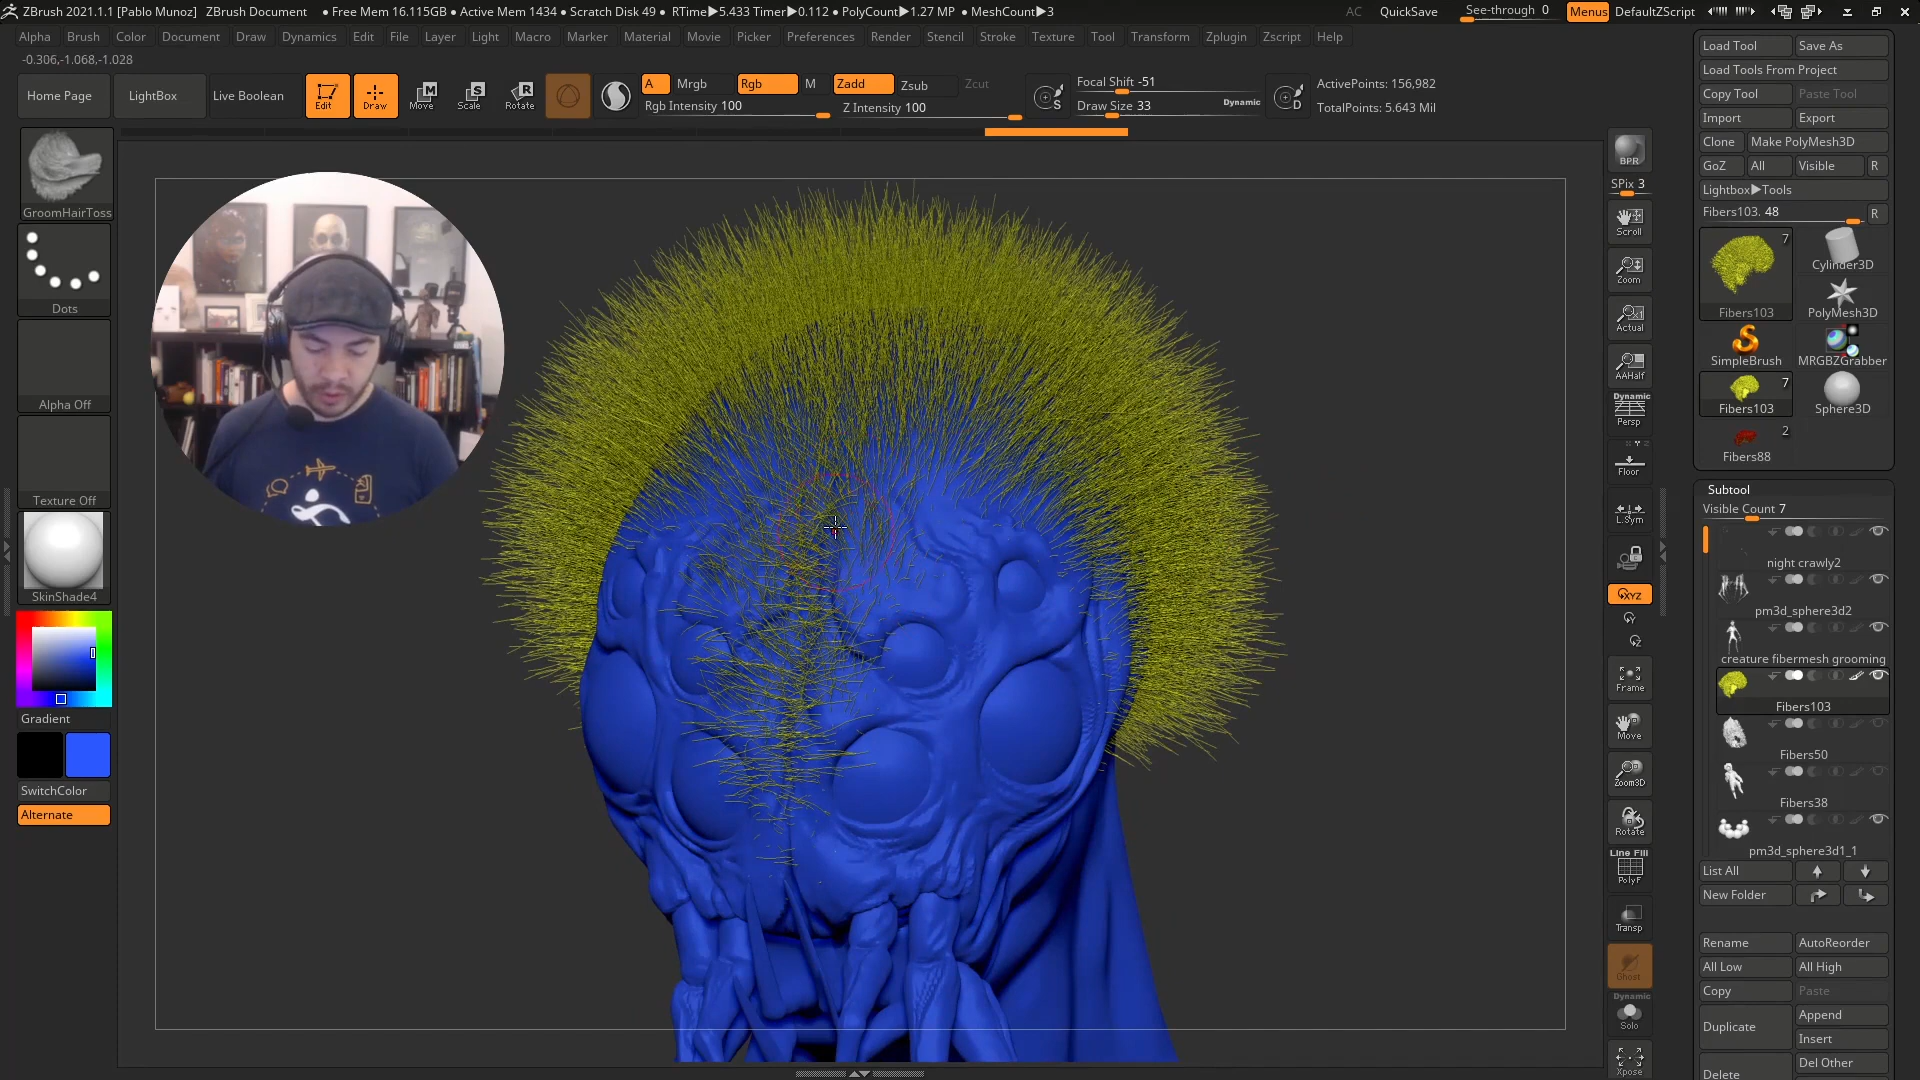 ZBrush 2021.1.1 [Pablo Munoz] ZBrush Document • Free Mem 16.115GB • Active Mem 1434 • Scratch Disk 49 • RTime▶5.433 Timer▶0.112 • PolyCount▶1.27 MP • MeshCount▶3 AC QuickSave See-through 0 Menus DefaultZScript
Alpha Brush Color Document Draw Dynamics Edit File Layer Light Macro Marker Material Movie Picker Preferences Render Stencil Stroke Texture Tool Transform Zplugin Zscript Help
-0.306,-1.068,-1.028
Home Page LightBox Live Boolean Edit Draw Move Scale Rotate
A Mrgb Rgb M Zadd Zsub Zcut
Rgb Intensity 100 Z Intensity 100
S Focal Shift -51
Draw Size 33 Dynamic D
ActivePoints: 156,982
TotalPoints: 5.643 Mil
GroomHairToss
Dots
Alpha Off
Texture Off
SkinShade4
Gradient
SwitchColor
Alternate
BPR
SPix 3
Scroll
Zoom
Actual
AAHalf
Dynamic
Persp
Floor
L.Sym
XYZ
Y
Z
Frame
Move
Zoom3D
Rotate
Line Fill
PolyF
Transp
Ghost
Dynamic
Solo
Xpose
Load Tool Save As
Load Tools From Project
Copy Tool Paste Tool
Import Export
Clone Make PolyMesh3D
GoZ All Visible R
Lightbox▶Tools
Fibers103. 48 R
7
Fibers103 Cylinder3D
PolyMesh3D
SimpleBrush MRGBZGrabber
7
Fibers103 Sphere3D
2
Fibers88
Subtool
Visible Count 7
night crawly2
pm3d_sphere3d2
creature fibermesh grooming
Fibers103
Fibers50
Fibers38
pm3d_sphere3d1_1
List All
New Folder
Rename AutoReorder
All Low All High
Copy Paste
Duplicate Append
Insert
Delete Del Other